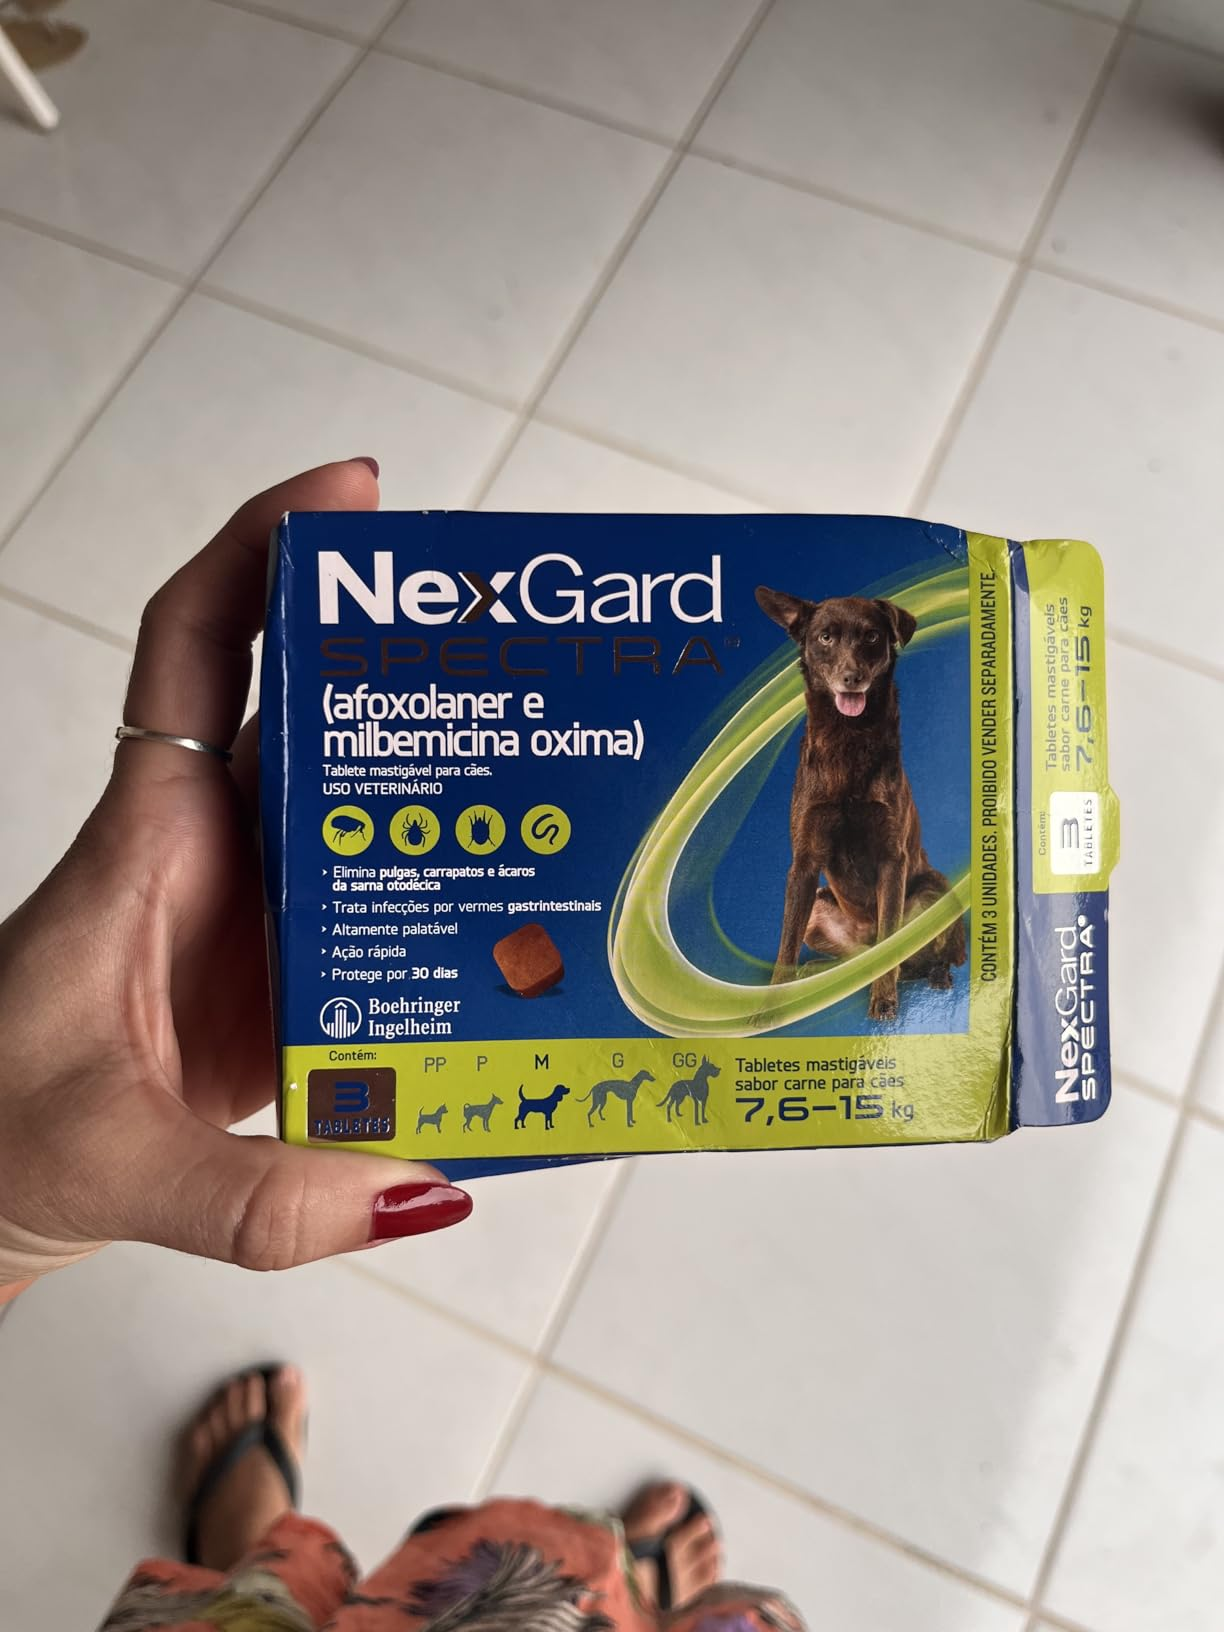 NexGard
SPECTRA®
(afoxolaner e
milbemicina oxima)
Tablete mastigável para cães.
USO VETERINÁRIO
› Elimina pulgas, carrapatos e ácaros
da sarna otodécica
› Trata infecções por vermes gastrintestinais
› Altamente palatável
› Ação rápida
› Protege por 30 dias
Boehringer
Ingelheim
Contém:
3
TABLETES
PP P M G GG
Tabletes mastigáveis
sabor carne para cães
7,6–15 kg
CONTÉM 3 UNIDADES. PROIBIDO VENDER SEPARADAMENTE.
Tabletes mastigáveis
sabor carne para cães
7,6–15 kg
Contém:
3
TABLETES
NexGard
SPECTRA®